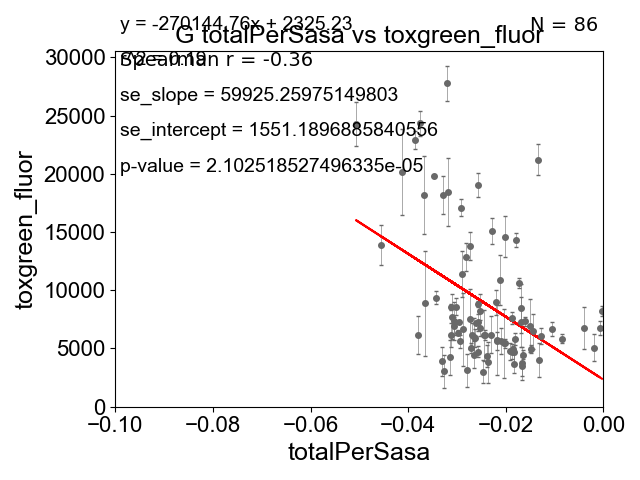 y = -270144.76x + 2325.23
N = 86
G totalPerSasa vs toxgreen_fluor
Spearman r = -0.36
se_slope = 59925.25975149803
se_intercept = 1551.1896885840556
p-value = 2.102518527496335e-05
30000
25000
20000
15000
10000
5000
0
toxgreen_fluor
−0.10
−0.08
−0.06
−0.04
−0.02
0.00
totalPerSasa